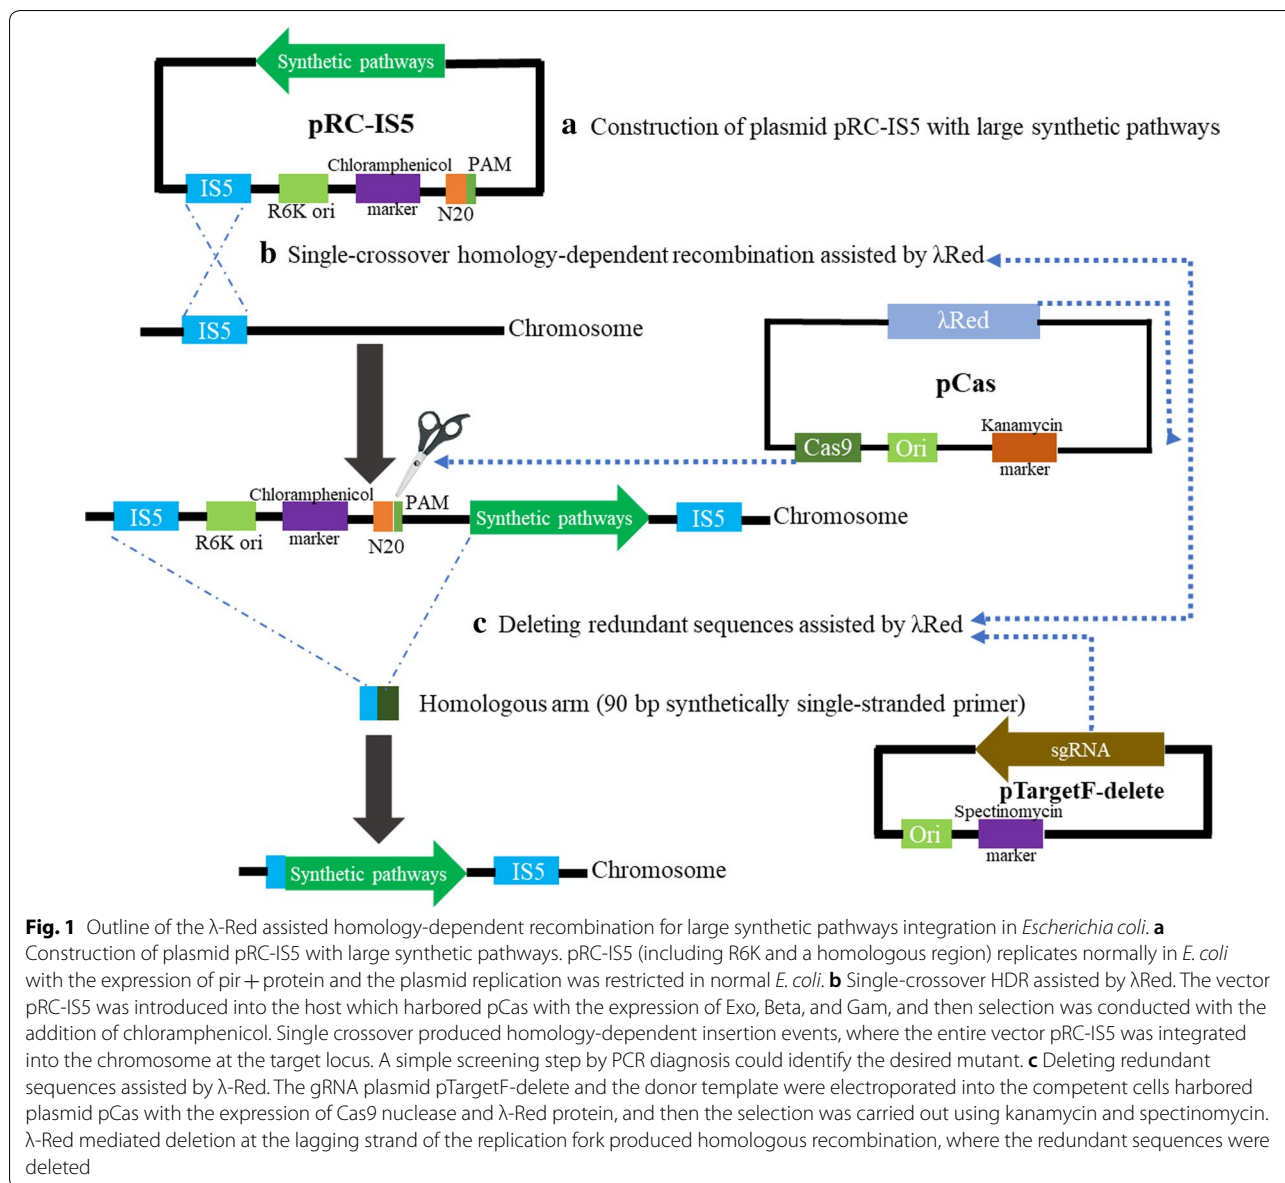 Synthetic pathways
pRC-IS5
a Construction of plasmid pRC-IS5 with large synthetic pathways
Chloramphenicol
PAM
IS5
R6K ori
marker
N20
b Single-crossover homology-dependent recombination assisted by λRed
IS5
Chromosome
λRed
pCas
Kanamycin
Cas9
Ori
marker
Chloramphenicol
PAM
IS5
Synthetic pathways
IS5
Chromosome
R6K ori
marker
N20
c Deleting redundant sequences assisted by λRed
Homologous arm (90 bp synthetically single-stranded primer)
sgRNA
pTargetF-delete
Spectinomycin
Ori
marker
Synthetic pathways
IS5
Chromosome
Fig. 1 Outline of the λ-Red assisted homology-dependent recombination for large synthetic pathways integration in Escherichia coli. a
Construction of plasmid pRC-IS5 with large synthetic pathways. pRC-IS5 (including R6K and a homologous region) replicates normally in E. coli
with the expression of pir + protein and the plasmid replication was restricted in normal E. coli. b Single-crossover HDR assisted by λRed. The vector
pRC-IS5 was introduced into the host which harbored pCas with the expression of Exo, Beta, and Gam, and then selection was conducted with the
addition of chloramphenicol. Single crossover produced homology-dependent insertion events, where the entire vector pRC-IS5 was integrated
into the chromosome at the target locus. A simple screening step by PCR diagnosis could identify the desired mutant. c Deleting redundant
sequences assisted by λ-Red. The gRNA plasmid pTargetF-delete and the donor template were electroporated into the competent cells harbored
plasmid pCas with the expression of Cas9 nuclease and λ-Red protein, and then the selection was carried out using kanamycin and spectinomycin.
λ-Red mediated deletion at the lagging strand of the replication fork produced homologous recombination, where the redundant sequences were
deleted